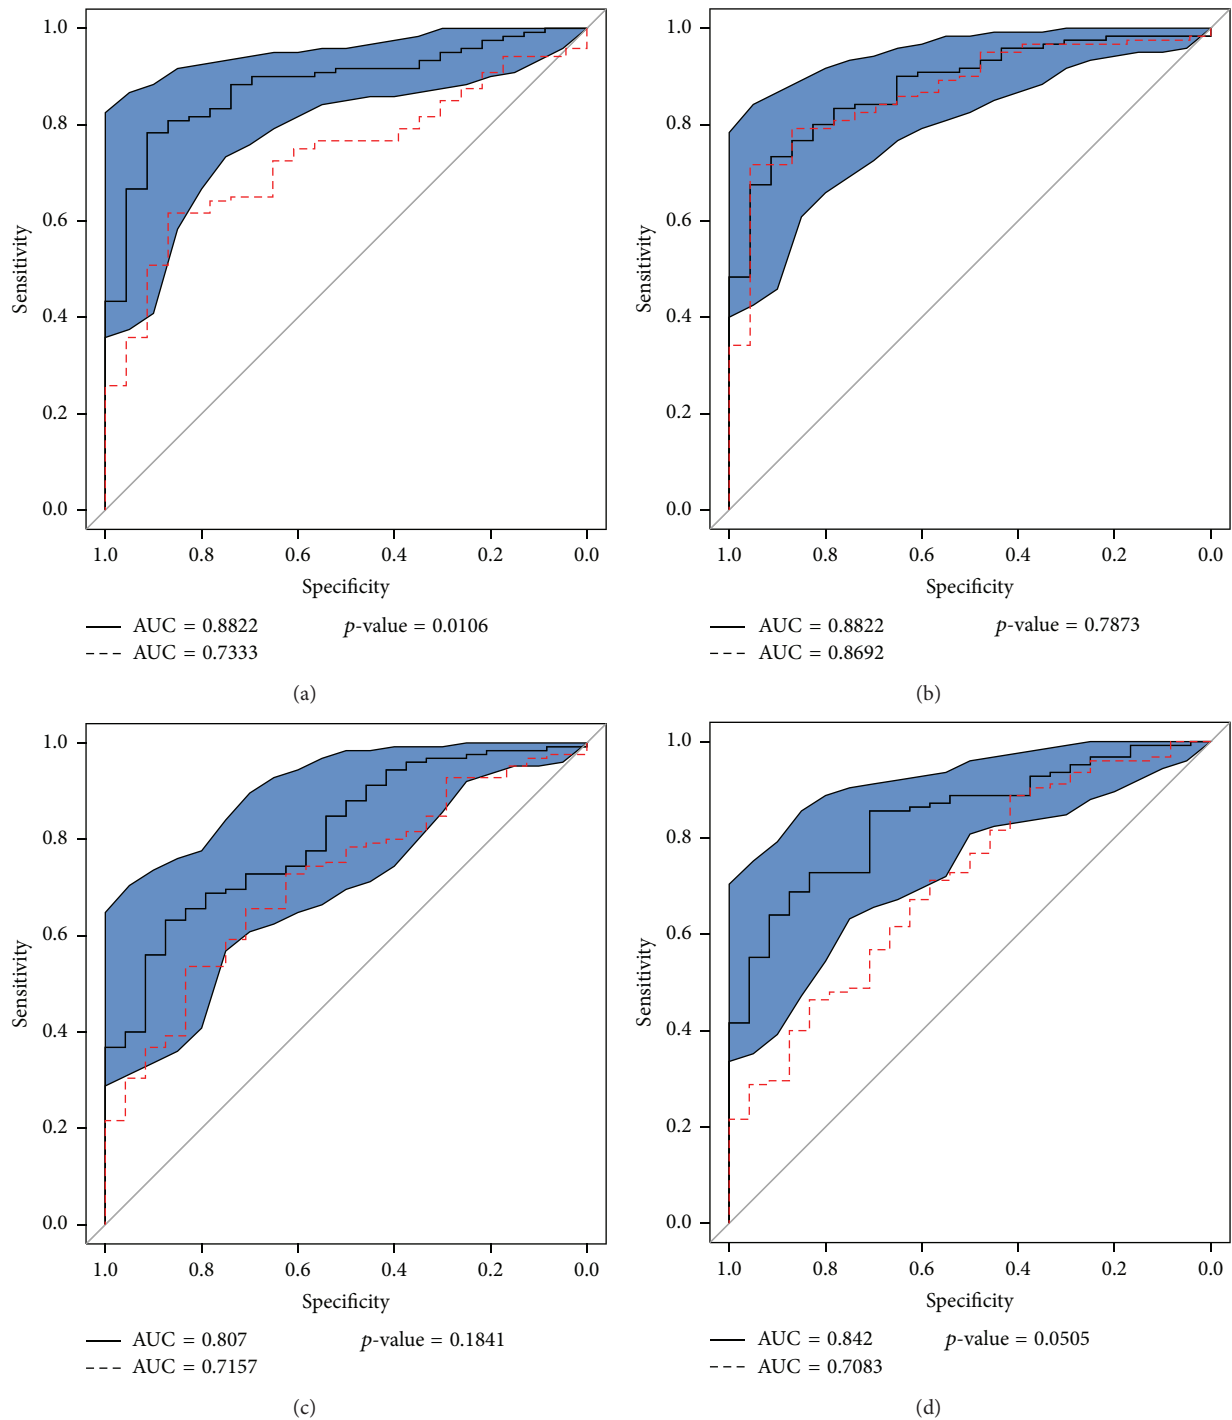 1.0
0.8
0.6
0.4
0.2
0.0
Sensitivity
1.0 0.8 0.6 0.4 0.2 0.0
Specificity
AUC = 0.8822 p-value = 0.0106
AUC = 0.7333
(a)
1.0
0.8
0.6
0.4
0.2
0.0
Sensitivity
1.0 0.8 0.6 0.4 0.2 0.0
Specificity
AUC = 0.8822 p-value = 0.7873
AUC = 0.8692
(b)
1.0
0.8
0.6
0.4
0.2
0.0
Sensitivity
1.0 0.8 0.6 0.4 0.2 0.0
Specificity
AUC = 0.807 p-value = 0.1841
AUC = 0.7157
(c)
1.0
0.8
0.6
0.4
0.2
0.0
Sensitivity
1.0 0.8 0.6 0.4 0.2 0.0
Specificity
AUC = 0.842 p-value = 0.0505
AUC = 0.7083
(d)